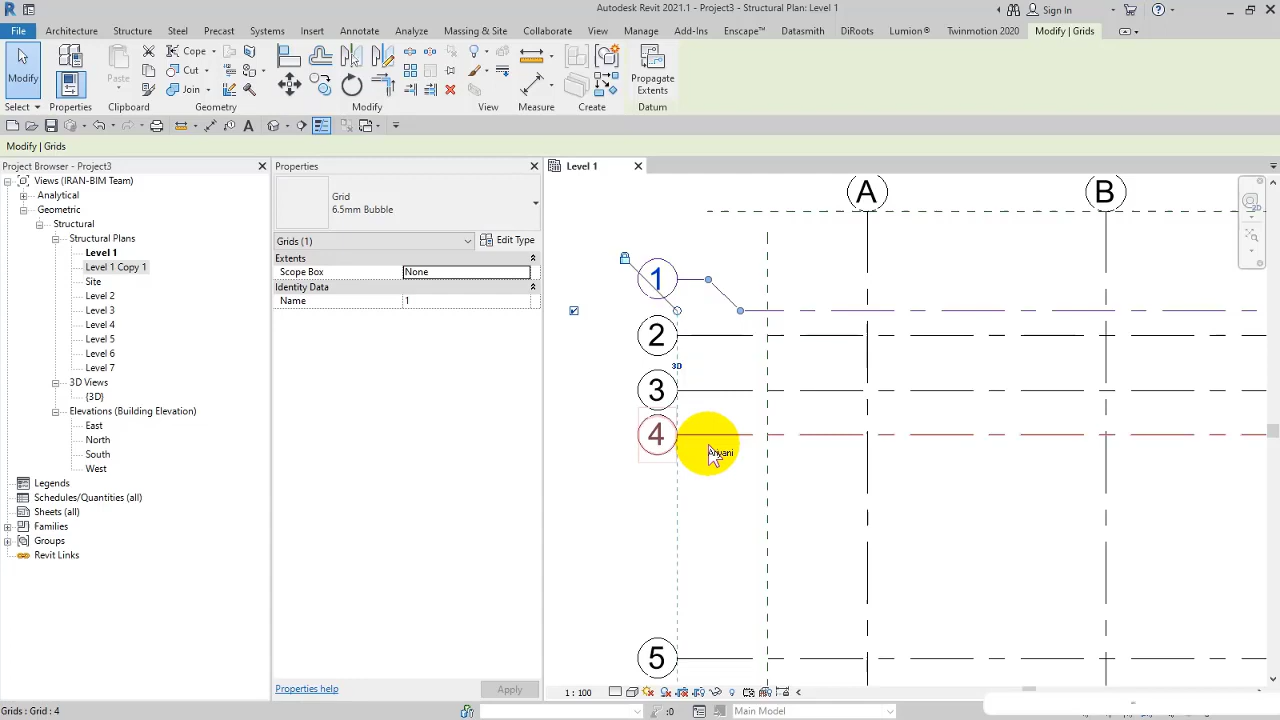 Autodesk Revit 2021.1 - Project3 - Structural Plan: Level 1
Sign In
File Architecture Structure Steel Precast Systems Insert Annotate Analyze Massing & Site Collaborate View Manage Add-Ins Enscape™ Datasmith DiRoots Lumion® Twinmotion 2020 Modify | Grids
Modify Paste Cope Cut Join Propagate Extents
Select Properties Clipboard Geometry Modify View Measure Create Datum
Modify | Grids
Project Browser - Project3
Views (IRAN-BIM Team)
Analytical
Geometric
Structural
Structural Plans
Level 1
Level 1 Copy 1
Site
Level 2
Level 3
Level 4
Level 5
Level 6
Level 7
3D Views
{3D}
Elevations (Building Elevation)
East
North
South
West
Legends
Schedules/Quantities (all)
Sheets (all)
Families
Groups
Revit Links
Properties
Grid
6.5mm Bubble
Grids (1)
Edit Type
Extents
Scope Box None
Identity Data
Name 1
Properties help
Apply
Level 1
A B
1
2
3D
3
4
5
1 : 100
Grids : Grid : 4
:0
Main Model